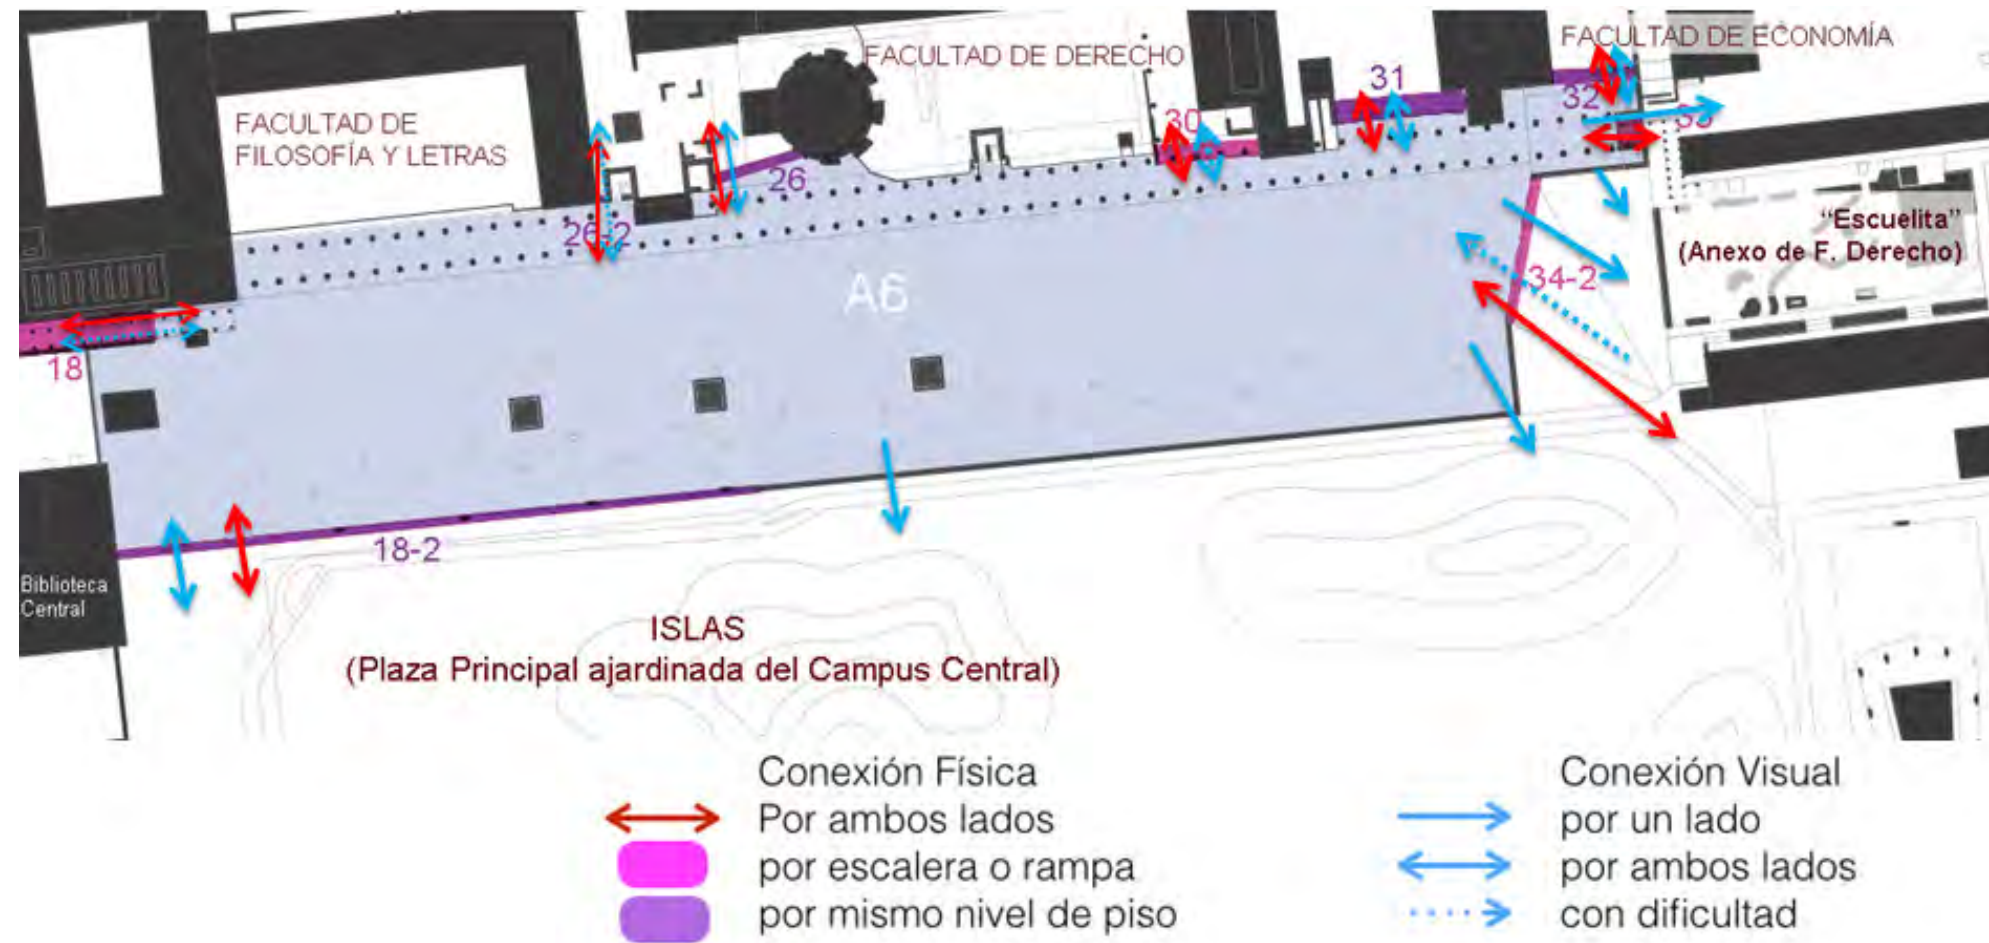 FACULTAD DE DERECHO
FACULTAD DE ECONOMÍA
31
32
30
33
FACULTAD DE
FILOSOFÍA Y LETRAS
26
26-2
"Escuelita"
(Anexo de F. Derecho)
A6
34-2
18
18-2
Biblioteca
Central
ISLAS
(Plaza Principal ajardinada del Campus Central)
Conexión Física
Por ambos lados
por escalera o rampa
por mismo nivel de piso
Conexión Visual
por un lado
por ambos lados
con dificultad